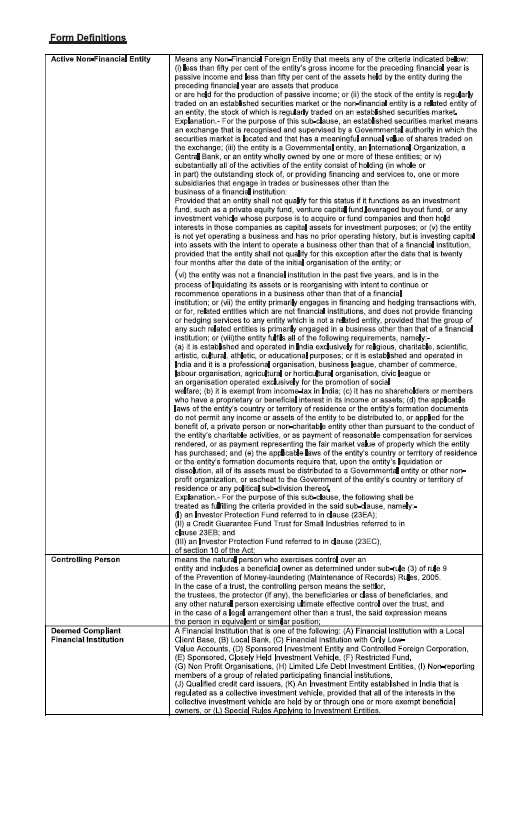 Form Definitions
Active Non-Financial Entity
Means any Non-Financial Foreign Entity that meets any of the criteria indicated below:
(i) less than fifty per cent of the entity's gross income for the preceding financial year is
passive income and less than fifty per cent of the assets held by the entity during the
preceding financial year are assets that produce
or are held for the production of passive income; or (ii) the stock of the entity is regularly
traded on an established securities market or the non-financial entity is a related entity of
an entity, the stock of which is regularly traded on an established securities market.
Explanation.- For the purpose of this sub-clause, an established securities market means
an exchange that is recognised and supervised by a Governmental authority in which the
securities market is located and that has a meaningful annual value of shares traded on
the exchange; (iii) the entity is a Governmental entity, an International Organization, a
Central Bank, or an entity wholly owned by one or more of these entities; or iv)
substantially all of the activities of the entity consist of holding (in whole or
in part) the outstanding stock of, or providing financing and services to, one or more
subsidiaries that engage in trades or businesses other than the
business of a financial institution:
Provided that an entity shall not qualify for this status if it functions as an investment
fund, such as a private equity fund, venture capital fund,leveraged buyout fund, or any
investment vehicle whose purpose is to acquire or fund companies and then hold
interests in those companies as capital assets for investment purposes; or (v) the entity
is not yet operating a business and has no prior operating history, but is investing capital
into assets with the intent to operate a business other than that of a financial institution,
provided that the entity shall not qualify for this exception after the date that is twenty
four months after the date of the initial organisation of the entity; or
(vi) the entity was not a financial institution in the past five years, and is in the
process of liquidating its assets or is reorganising with intent to continue or
recommence operations in a business other than that of a financial
institution; or (vii) the entity primarily engages in financing and hedging transactions with,
or for, related entities which are not financial institutions, and does not provide financing
or hedging services to any entity which is not a related entity, provided that the group of
any such related entities is primarily engaged in a business other than that of a financial
institution; or (viii)the entity fulfils all of the following requirements, namely:-
(a) it is established and operated in India exclusively for religious, charitable, scientific,
artistic, cultural, athletic, or educational purposes; or it is established and operated in
India and it is a professional organisation, business league, chamber of commerce,
labour organisation, agricultural or horticultural organisation, civic league or
an organisation operated exclusively for the promotion of social
welfare; (b) it is exempt from income-tax in India; (c) it has no shareholders or members
who have a proprietary or beneficial interest in its income or assets; (d) the applicable
laws of the entity's country or territory of residence or the entity's formation documents
do not permit any income or assets of the entity to be distributed to, or applied for the
benefit of, a private person or non-charitable entity other than pursuant to the conduct of
the entity's charitable activities, or as payment of reasonable compensation for services
rendered, or as payment representing the fair market value of property which the entity
has purchased; and (e) the applicable laws of the entity's country or territory of residence
or the entity's formation documents require that, upon the entity's liquidation or
dissolution, all of its assets must be distributed to a Governmental entity or other non-
profit organization, or escheat to the Government of the entity's country or territory of
residence or any political sub-division thereof.
Explanation.- For the purpose of this sub-clause, the following shall be
treated as fulfilling the criteria provided in the said sub-clause, namely:-
(I) an Investor Protection Fund referred to in clause (23EA);
(II) a Credit Guarantee Fund Trust for Small Industries referred to in
clause 23EB; and
(III) an Investor Protection Fund referred to in clause (23EC),
of section 10 of the Act;
Controlling Person
means the natural person who exercises control over an
entity and includes a beneficial owner as determined under sub-rule (3) of rule 9
of the Prevention of Money-laundering (Maintenance of Records) Rules, 2005.
In the case of a trust, the controlling person means the settlor,
the trustees, the protector (if any), the beneficiaries or class of beneficiaries, and
any other natural person exercising ultimate effective control over the trust, and
in the case of a legal arrangement other than a trust, the said expression means
the person in equivalent or similar position;
Deemed Compliant
Financial Institution
A Financial Institution that is one of the following; (A) Financial Institution with a Local
Client Base, (B) Local Bank, (C) Financial Institution with Only Low-
Value Accounts, (D) Sponsored Investment Entity and Controlled Foreign Corporation,
(E) Sponsored, Closely Held Investment Vehicle, (F) Restricted Fund,
(G) Non Profit Organisations, (H) Limited Life Debt Investment Entities, (I) Non-reporting
members of a group of related participating financial institutions,
(J) Qualified credit card issuers, (K) An Investment Entity established in India that is
regulated as a collective investment vehicle, provided that all of the interests in the
collective investment vehicle are held by or through one or more exempt beneficial
owners, or (L) Special Rules Applying to Investment Entities.